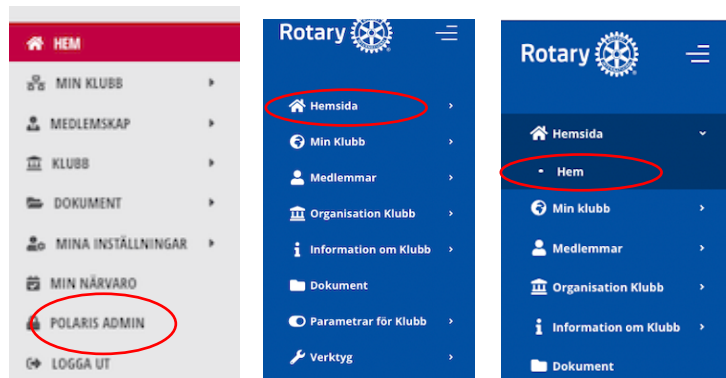 HEM
MIN KLUBB
MEDLEMSKAP
KLUBB
DOKUMENT
MINA INSTÄLLNINGAR
MIN NÄRVARO
POLARIS ADMIN
LOGGA UT
Rotary
Hemsida
Min Klubb
Medlemmar
Organisation Klubb
Information om Klubb
Dokument
Parametrar för Klubb
Verktyg
Rotary
Hemsida
Hem
Min klubb
Medlemmar
Organisation Klubb
Information om Klubb
Dokument